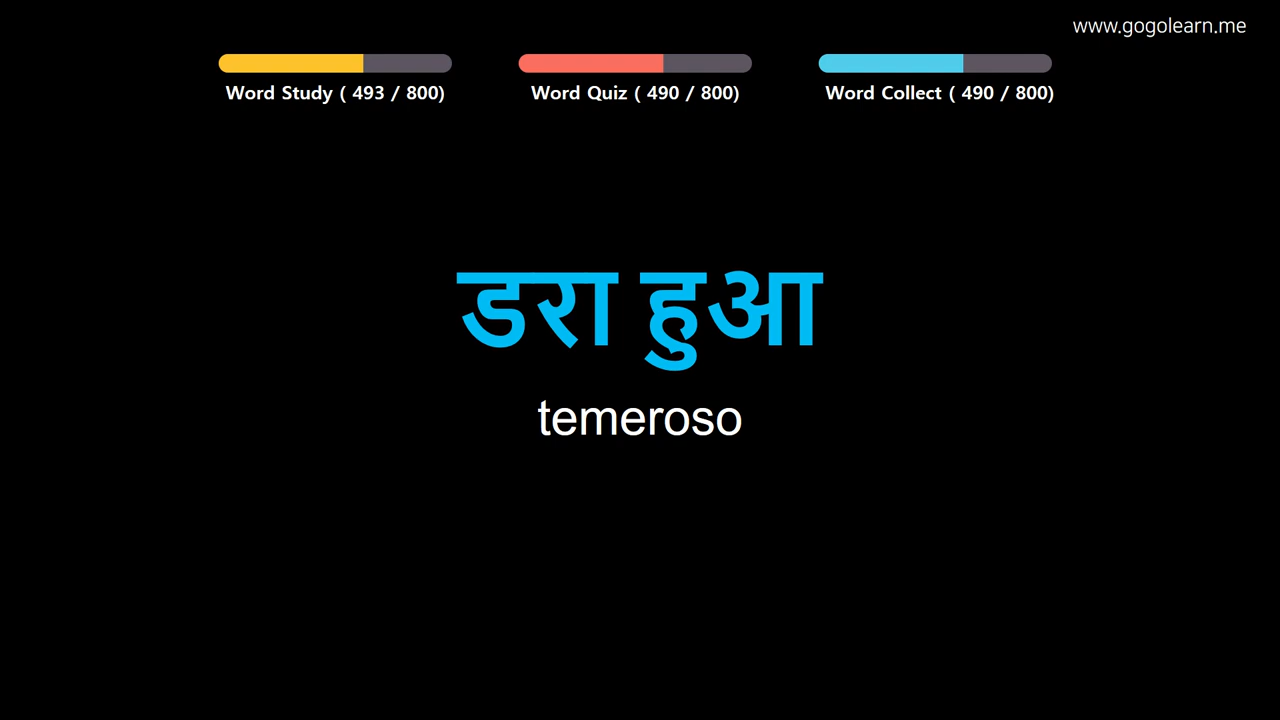 www.gogolearn.me
Word Study ( 493 / 800)
Word Quiz ( 490 / 800)
Word Collect ( 490 / 800)
डरा हुआ
temeroso